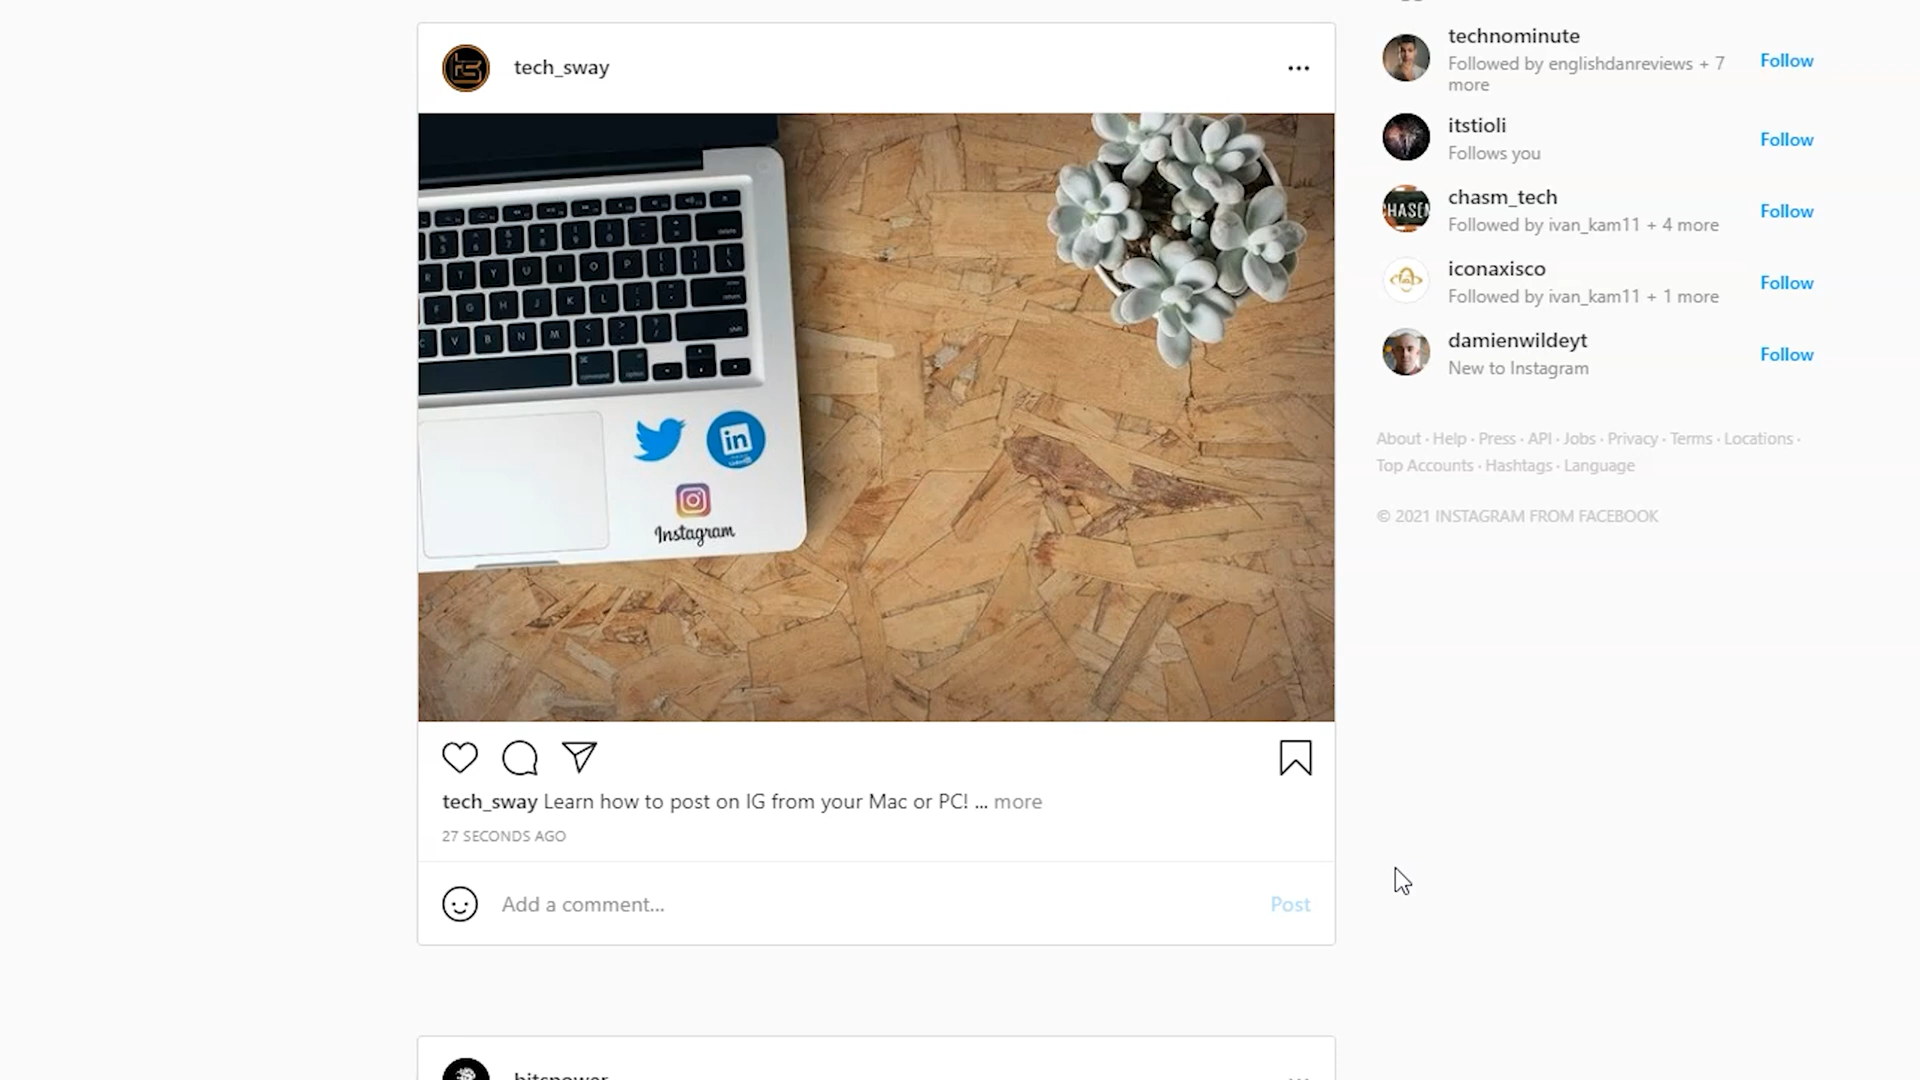 tech_sway
Instagram
tech_sway Learn how to post on IG from your Mac or PC! ... more
27 SECONDS AGO
Add a comment...
Post
technominute
Followed by englishdanreviews + 7
more
Follow
itstioli
Follows you
Follow
chasm_tech
Followed by ivan_kam11 + 4 more
Follow
iconaxisco
Followed by ivan_kam11 + 1 more
Follow
damienwildeyt
New to Instagram
Follow
About · Help · Press · API · Jobs · Privacy · Terms · Locations ·
Top Accounts · Hashtags · Language
© 2021 INSTAGRAM FROM FACEBOOK